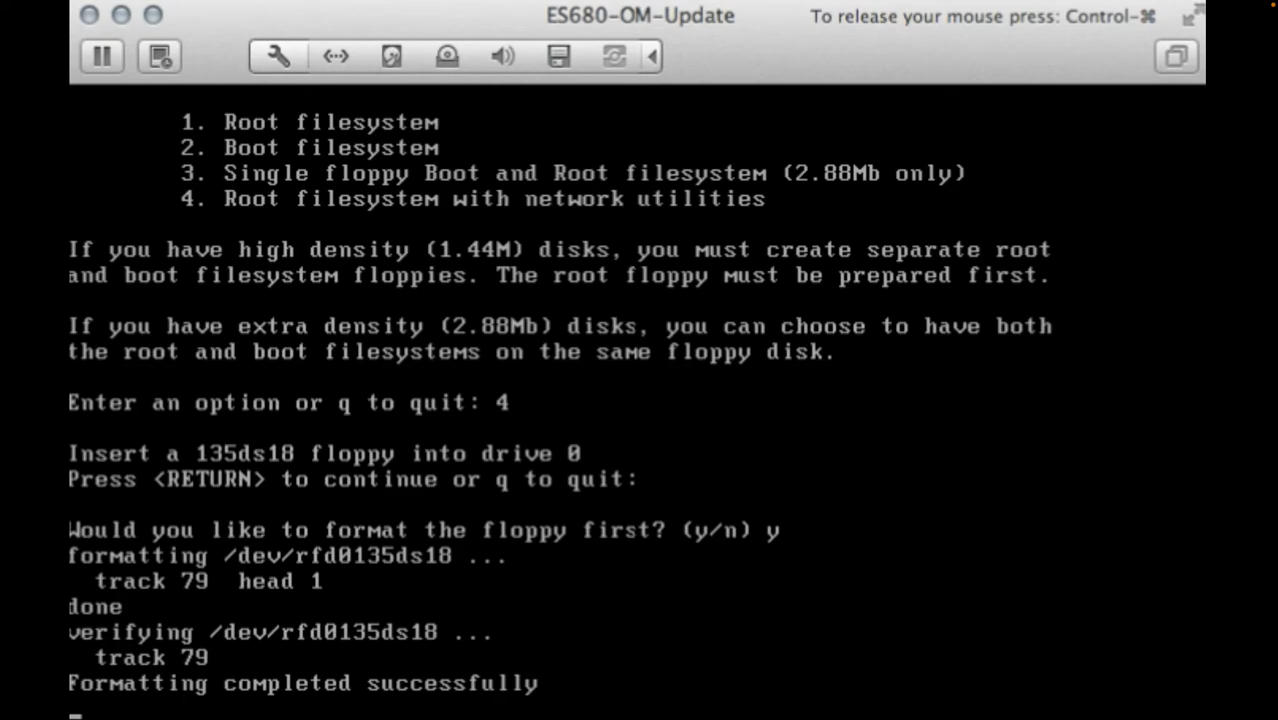 ES680-OM-Update
To release your mouse press: Control-⌘
1. Root filesystem
2. Boot filesystem
3. Single floppy Boot and Root filesystem (2.88Mb only)
4. Root filesystem with network utilities
If you have high density (1.44M) disks, you must create separate root
and boot filesystem floppies. The root floppy must be prepared first.
If you have extra density (2.88Mb) disks, you can choose to have both
the root and boot filesystems on the same floppy disk.
Enter an option or q to quit: 4
Insert a 135ds18 floppy into drive 0
Press <RETURN> to continue or q to quit:
Would you like to format the floppy first? (y/n) y
formatting /dev/rfd0135ds18 ...
track 79 head 1
done
verifying /dev/rfd0135ds18 ...
track 79
Formatting completed successfully